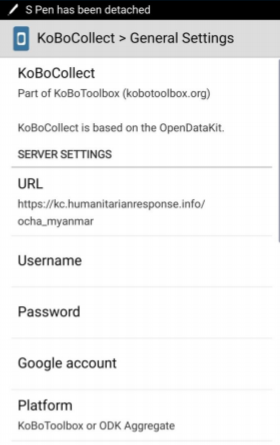 S Pen has been detached
KoBoCollect > General Settings
KoBoCollect
Part of KoBoToolbox (kobotoolbox.org)
KoBoCollect is based on the OpenDataKit.
SERVER SETTINGS
URL
https://kc.humanitarianresponse.info/
ocha_myanmar
Username
Password
Google account
Platform
KoBoToolbox or ODK Aggregate